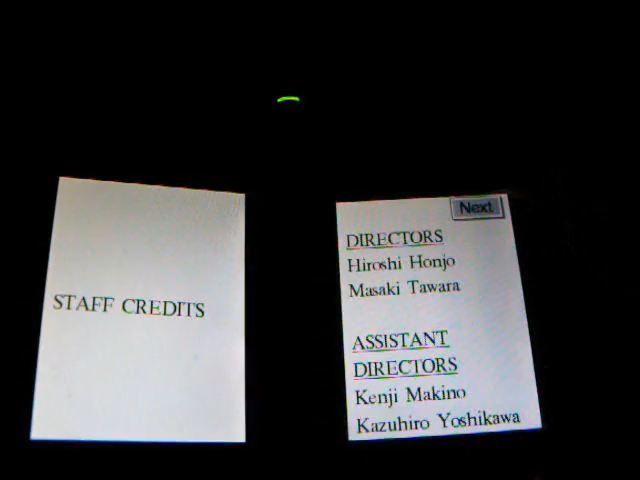 STAFF CREDITS
Next
DIRECTORS
Hiroshi Honjo
Masaki Tawara
ASSISTANT
DIRECTORS
Kenji Makino
Kazuhiro Yoshikawa